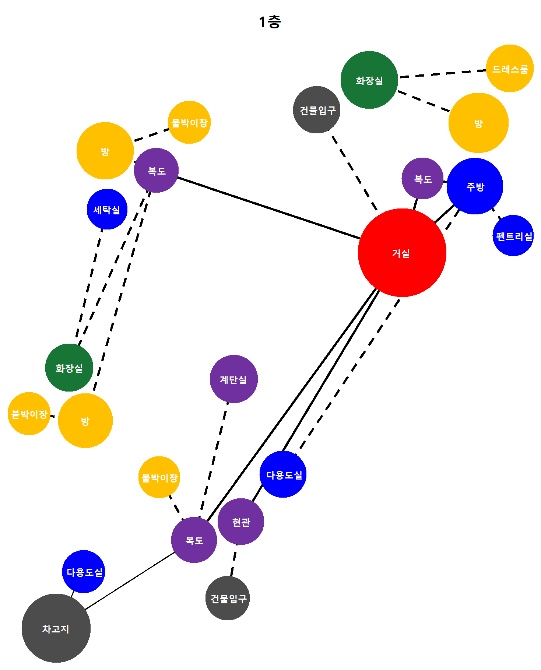 1층
드레스룸
화장실
건물입구
방
붙박이장
방
복도
복도
주방
세탁실
펜트리실
거실
화장실
계단실
붙박이장
방
다용도실
붙박이장
현관
복도
다용도실
건물입구
차고지